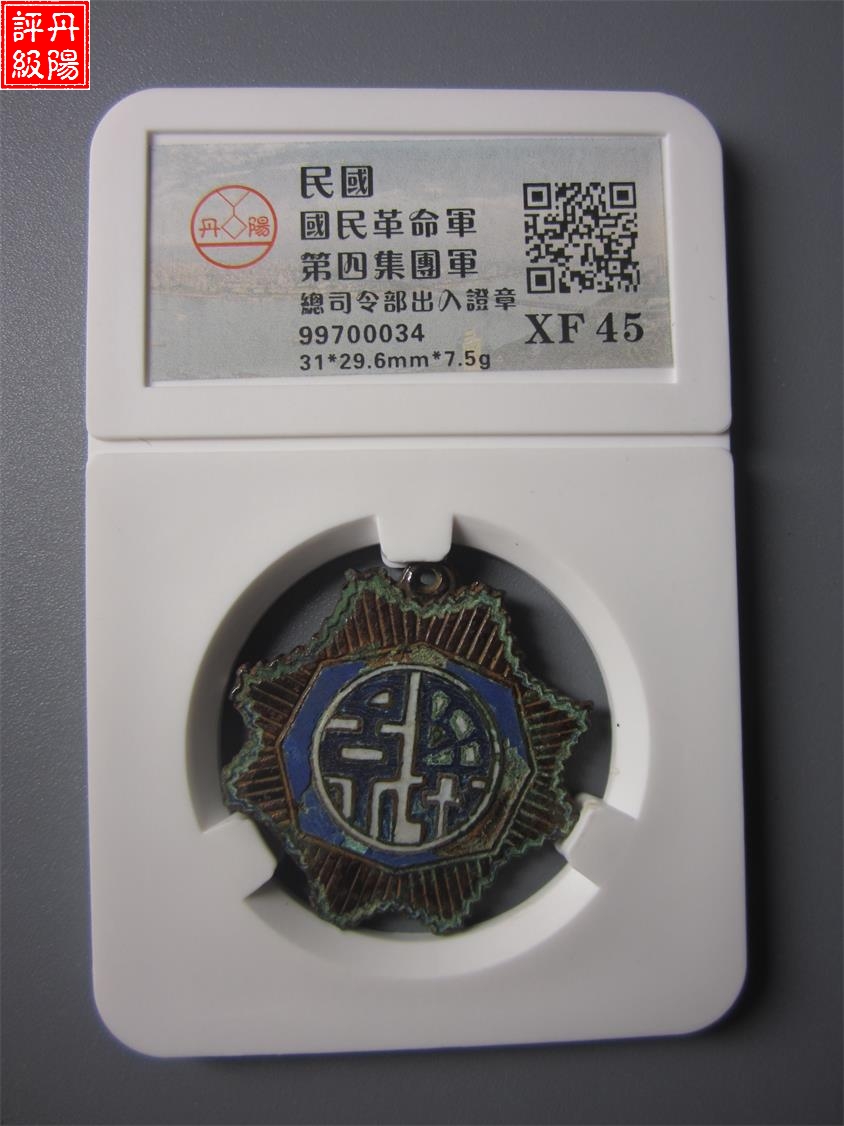 丹陽
評級
丹陽
民國
國民革命軍
第四集團軍
總司令部出入證章
99700034
31*29.6mm*7.5g
XF 45